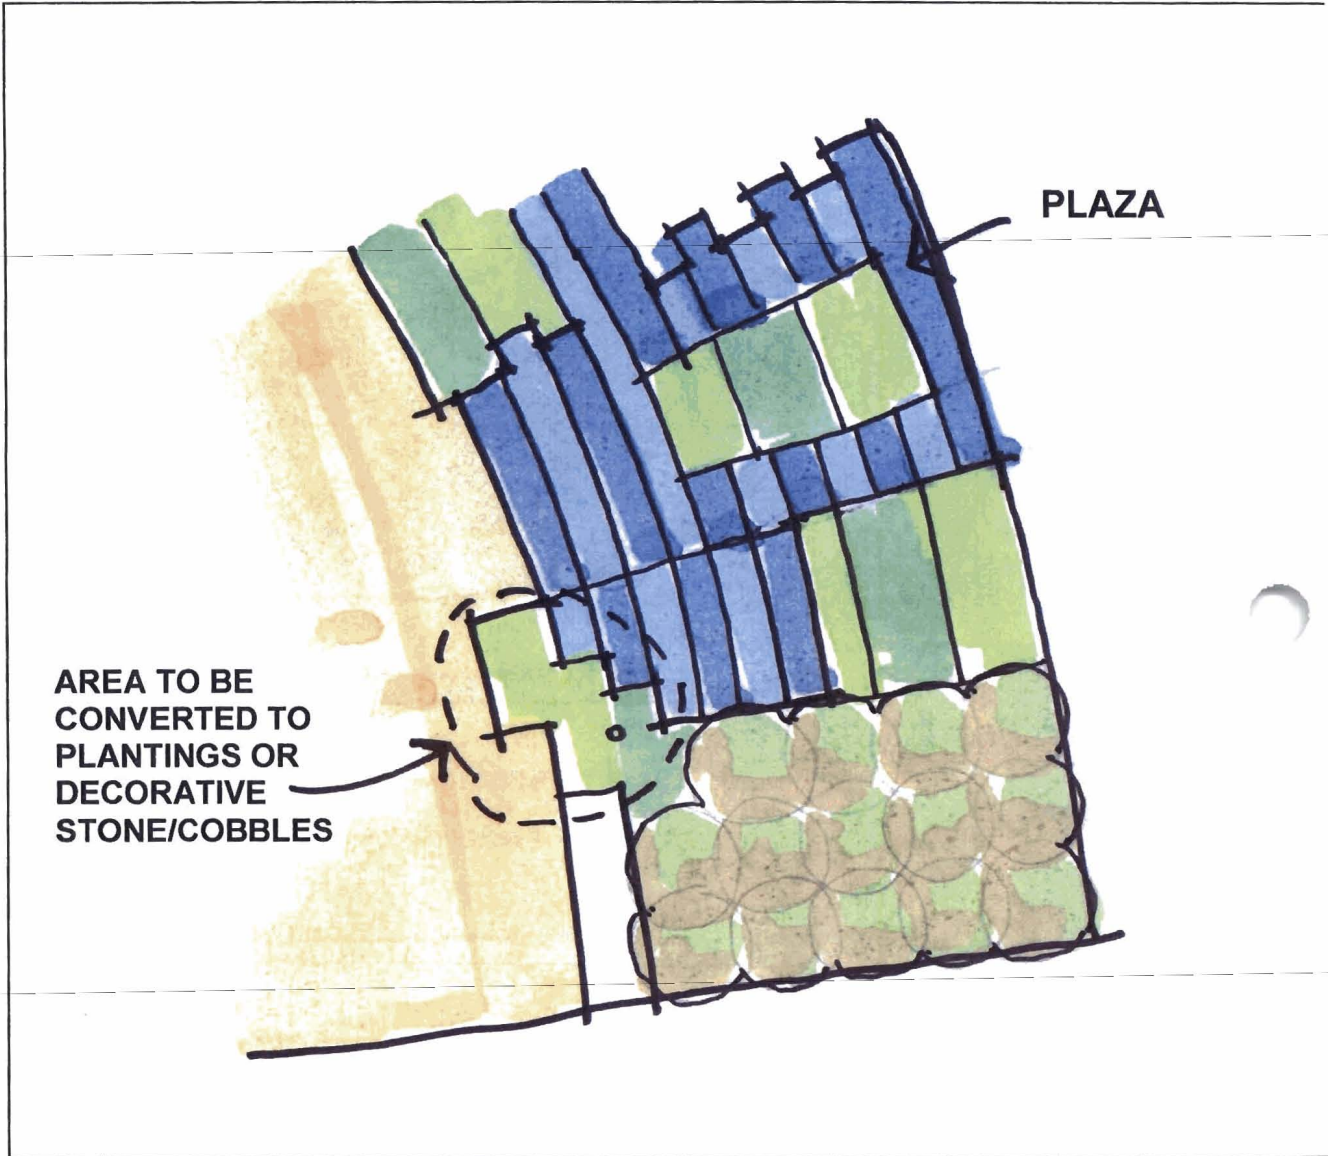 PLAZA
AREA TO BE
CONVERTED TO
PLANTINGS OR
DECORATIVE
STONE/COBBLES